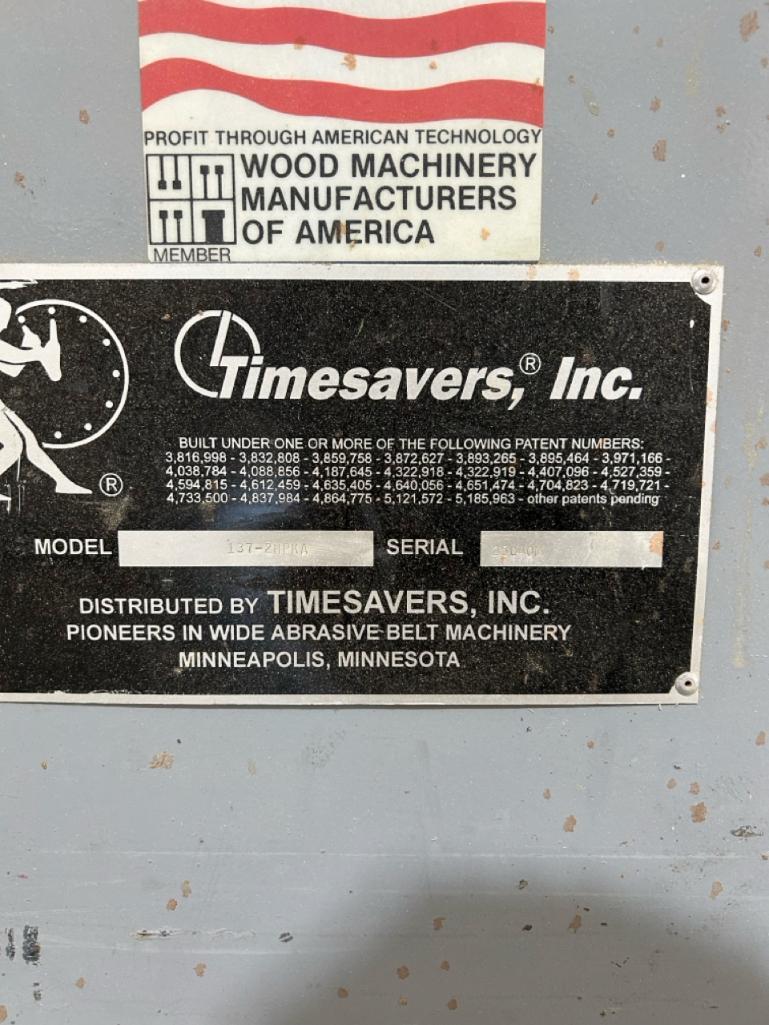 PROFIT THROUGH AMERICAN TECHNOLOGY
WOOD MACHINERY
MANUFACTURERS
OF AMERICA
MEMBER
Timesavers,® Inc.
BUILT UNDER ONE OR MORE OF THE FOLLOWING PATENT NUMBERS:
3,816,998 - 3,832,808 - 3,859,758 - 3,872,627 - 3,893,265 - 3,895,464 - 3,971,166
4,038,784 - 4,088,856 - 4,187,645 - 4,322,918 - 4,322,919 - 4,407,096 - 4,527,359 -
4,594,815 - 4,612,459 - 4,635,405 - 4,640,056 - 4,651,474 - 4,704,823 - 4,719,721 -
4,733,500 - 4,837,984 - 4,864,775 - 5,121,572 - 5,185,963 - other patents pending
®
MODEL SERIAL
DISTRIBUTED BY TIMESAVERS, INC.
PIONEERS IN WIDE ABRASIVE BELT MACHINERY
MINNEAPOLIS, MINNESOTA